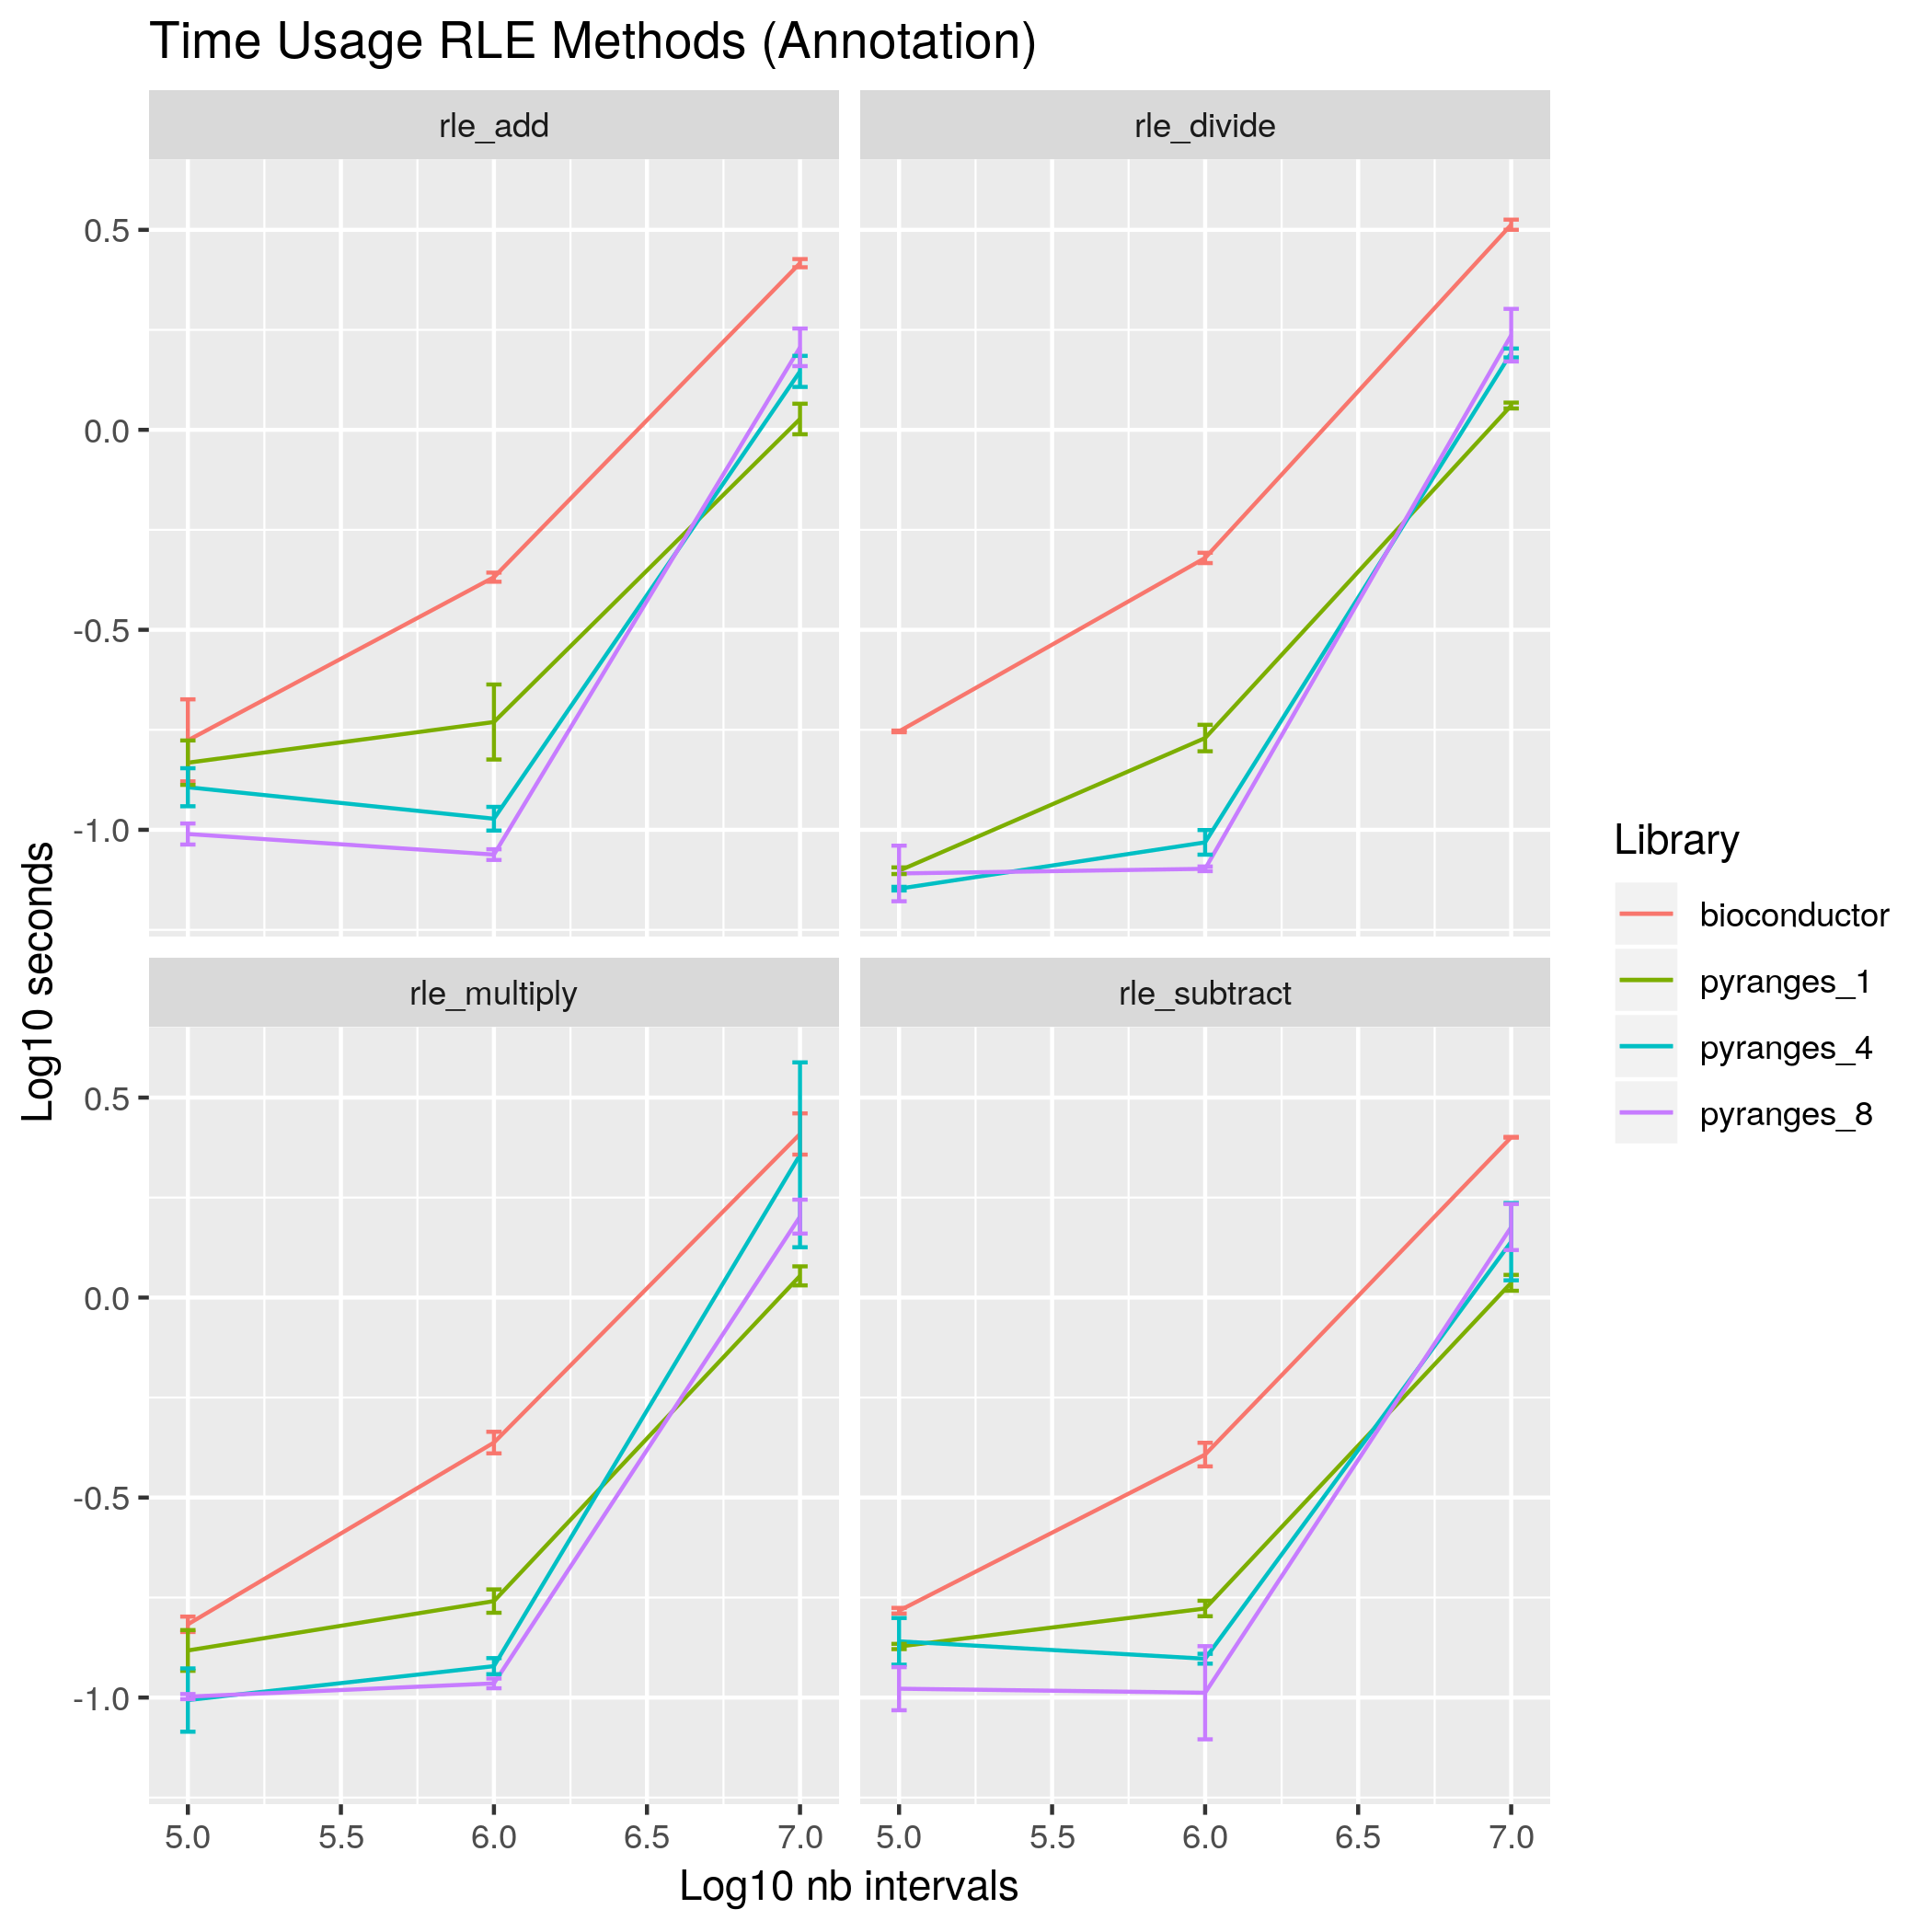 Time Usage RLE Methods (Annotation)
rle_add
rle_divide
0.5
0.0
-0.5
-1.0
rle_multiply
rle_subtract
0.5
0.0
-0.5
-1.0
5.0 5.5 6.0 6.5 7.0
5.0 5.5 6.0 6.5 7.0
Log10 nb intervals
Log10 seconds
Library
bioconductor
pyranges_1
pyranges_4
pyranges_8